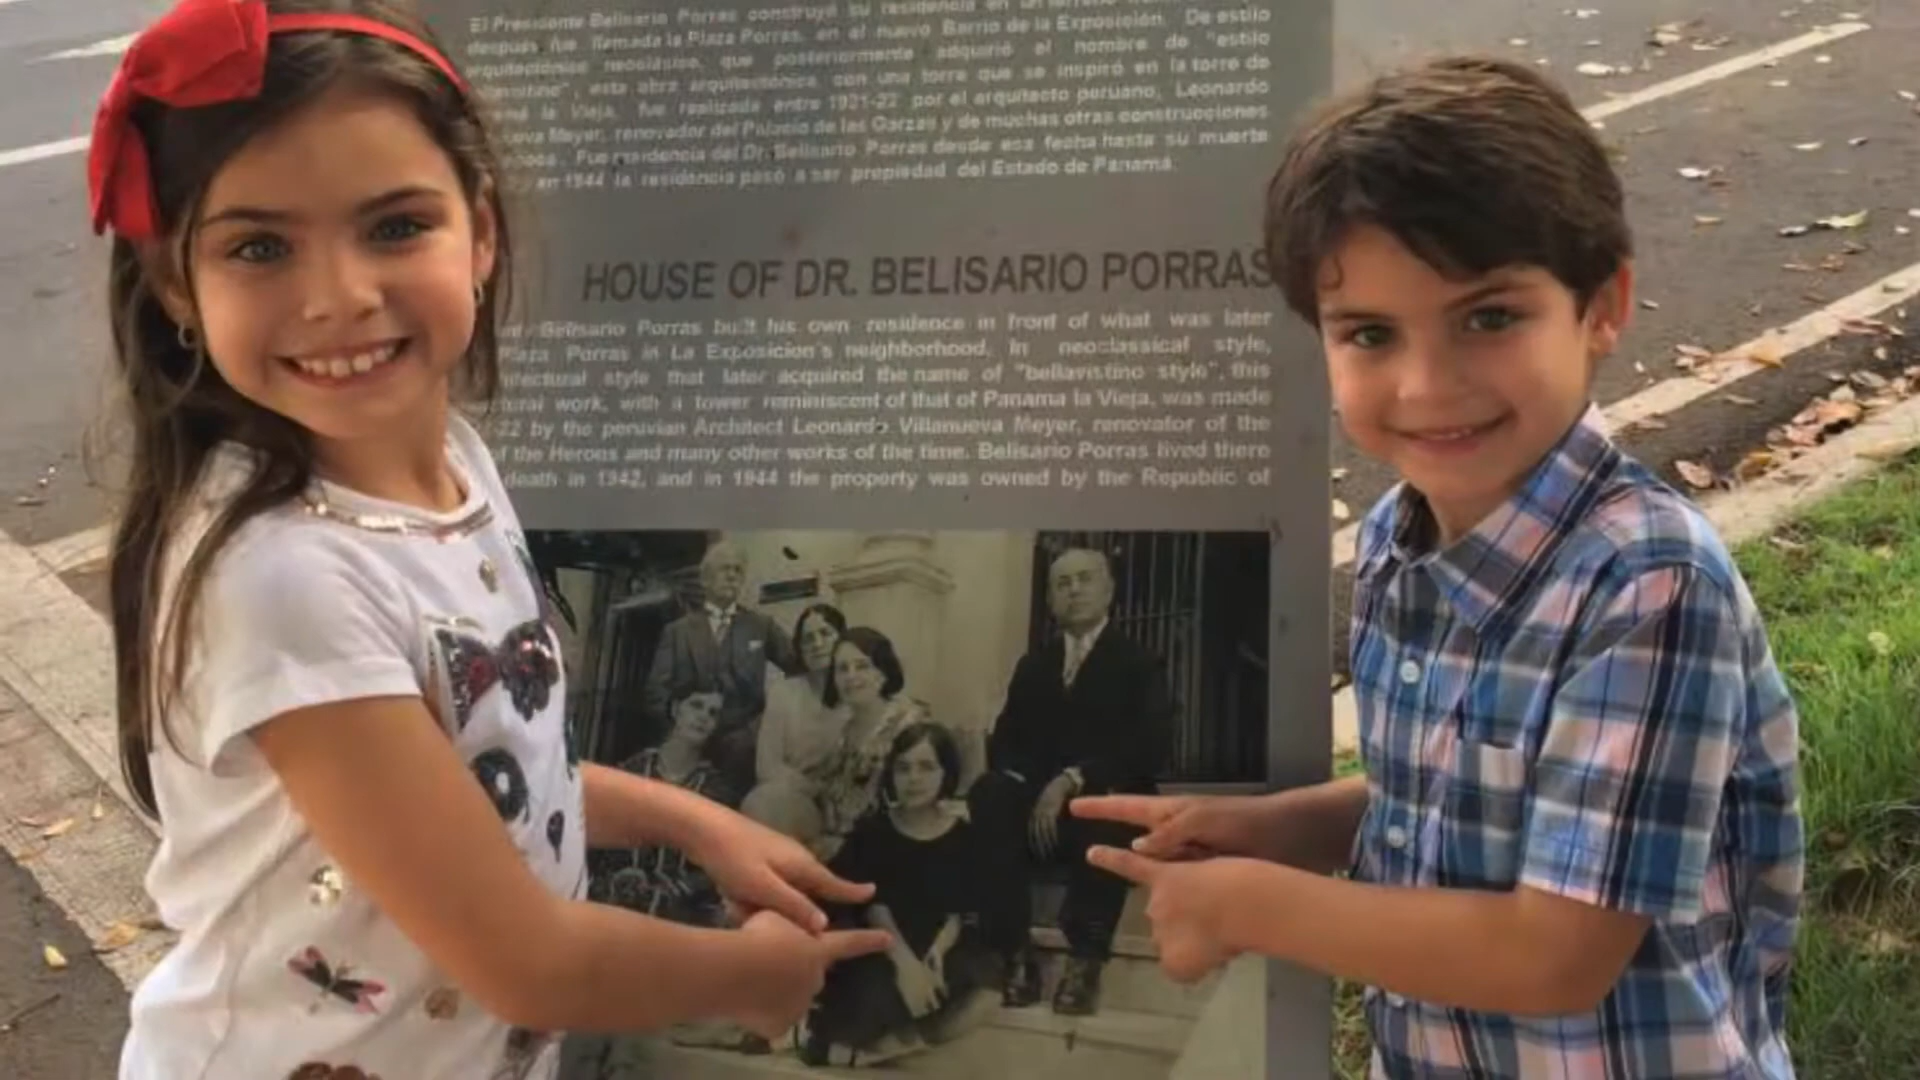 El Presidente Belisario Porras construyó su residencia en un terreno
después fue llamada la Plaza Porras, en el nuevo Barrio de la Exposición. De estilo
arquitectónico neoclásico, que posteriormente adquirió el nombre de "estilo
bellavistino", esta obra arquitectónica con una torre que se inspiró en la torre de
la Vieja, fue realizada entre 1921-22 por el arquitecto peruano, Leonardo
Meyer, renovador del Palacio de las Garzas y de muchas otras construcciones
Fue residencia del Dr. Belisario Porras desde esa fecha hasta su muerte
en 1944 la residencia pasó a ser propiedad del Estado de Panamá.
HOUSE OF DR. BELISARIO PORRAS
Belisario Porras built his own residence in front of what was later
Plaza Porras in La Exposicion's neighborhood. In neoclassical style,
style that later acquired the name of "bellavistino style", this
work, with a tower reminiscent of that of Panama la Vieja, was made
-22 by the peruvian Architect Leonardo Villanueva Meyer, renovator of the
of the Herons and many other works of the time. Belisario Porras lived there
death in 1942, and in 1944 the property was owned by the Republic of